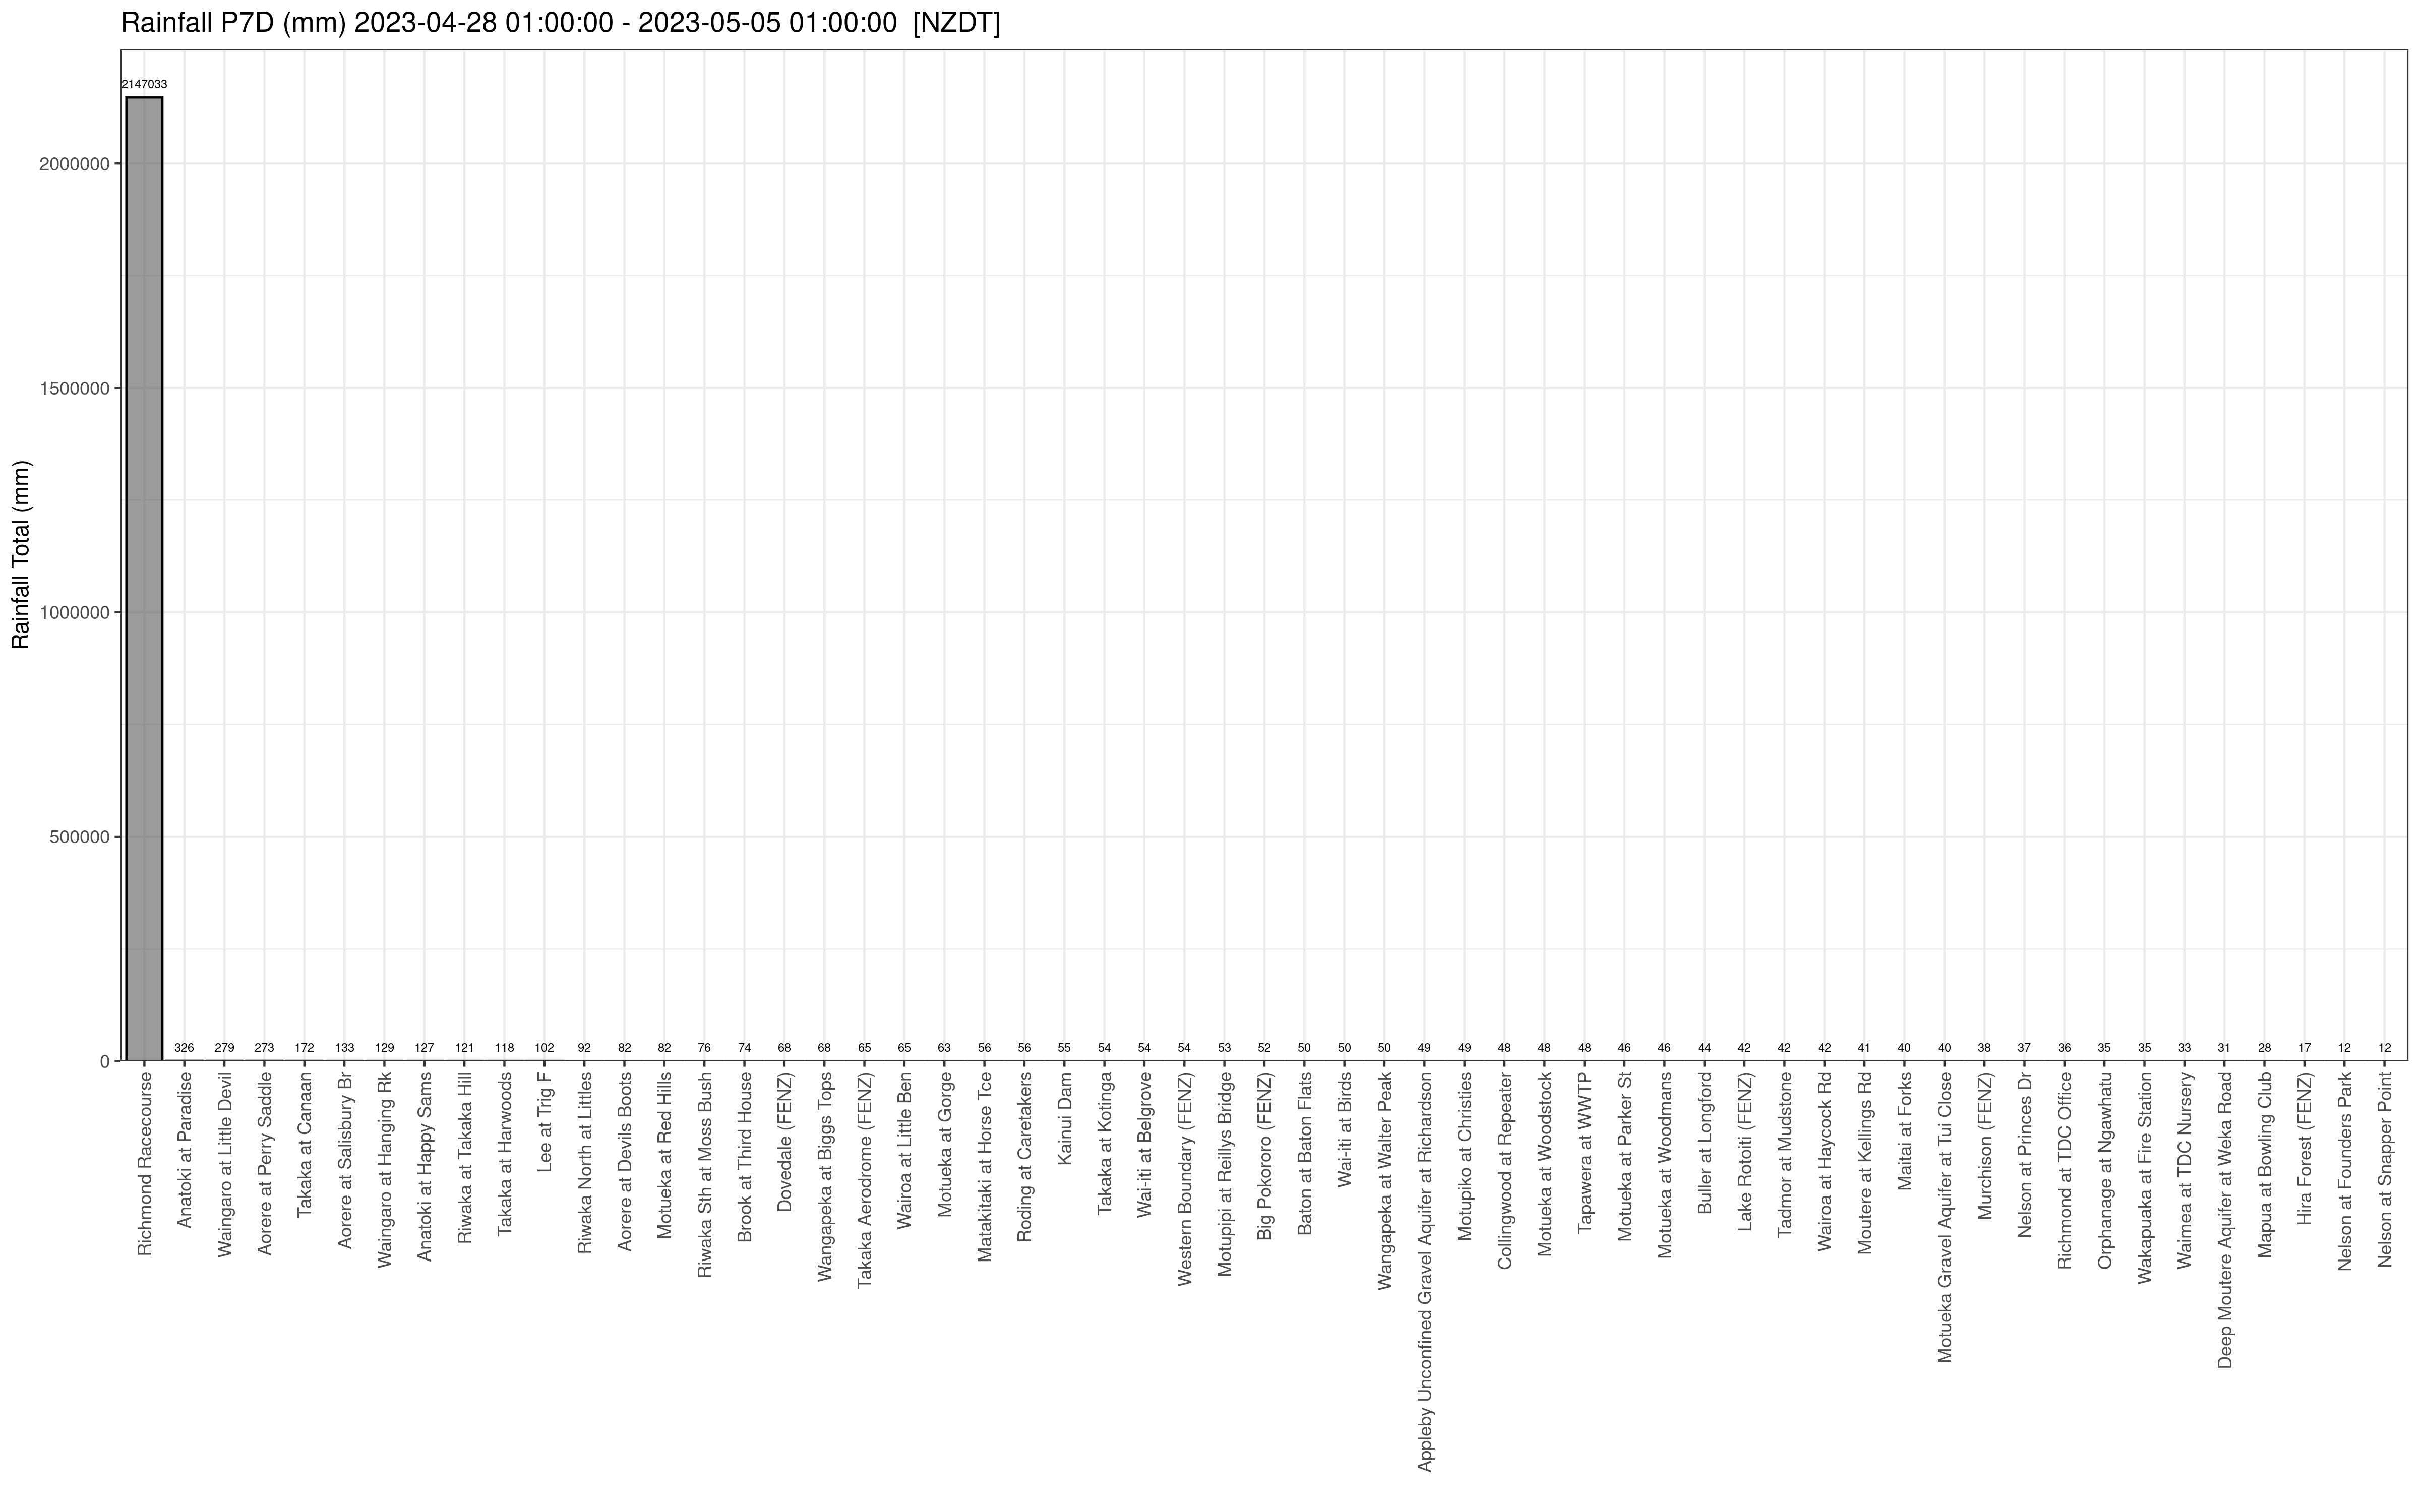 Rainfall P7D (mm) 2023-04-28 01:00:00 - 2023-05-05 01:00:00 [NZDT]
Rainfall Total (mm)
2000000
1500000
1000000
500000
0
2147033
326
279
273
172
133
129
127
121
118
102
92
82
82
76
74
68
68
65
65
63
56
56
55
54
54
54
53
52
50
50
50
49
49
48
48
48
46
46
44
42
42
42
41
40
40
38
37
36
35
35
33
31
28
17
12
12
Richmond Racecourse
Anatoki at Paradise
Waingaro at Little Devil
Aorere at Perry Saddle
Takaka at Canaan
Aorere at Salisbury Br
Waingaro at Hanging Rk
Anatoki at Happy Sams
Riwaka at Takaka Hill
Takaka at Harwoods
Lee at Trig F
Riwaka North at Littles
Aorere at Devils Boots
Motueka at Red Hills
Riwaka Sth at Moss Bush
Brook at Third House
Dovedale (FENZ)
Wangapeka at Biggs Tops
Takaka Aerodrome (FENZ)
Wairoa at Little Ben
Motueka at Gorge
Matakitaki at Horse Tce
Roding at Caretakers
Kainui Dam
Takaka at Kotinga
Wai-iti at Belgrove
Western Boundary (FENZ)
Motupipi at Reillys Bridge
Big Pokororo (FENZ)
Baton at Baton Flats
Wai-iti at Birds
Wangapeka at Walter Peak
Appleby Unconfined Gravel Aquifer at Richardson
Motupiko at Christies
Collingwood at Repeater
Motueka at Woodstock
Tapawera at WWTP
Motueka at Parker St
Motueka at Woodmans
Buller at Longford
Lake Rotoiti (FENZ)
Tadmor at Mudstone
Wairoa at Haycock Rd
Moutere at Kellings Rd
Maitai at Forks
Motueka Gravel Aquifer at Tui Close
Murchison (FENZ)
Nelson at Princes Dr
Richmond at TDC Office
Orphanage at Ngawhatu
Wakapuaka at Fire Station
Waimea at TDC Nursery
Deep Moutere Aquifer at Weka Road
Mapua at Bowling Club
Hira Forest (FENZ)
Nelson at Founders Park
Nelson at Snapper Point